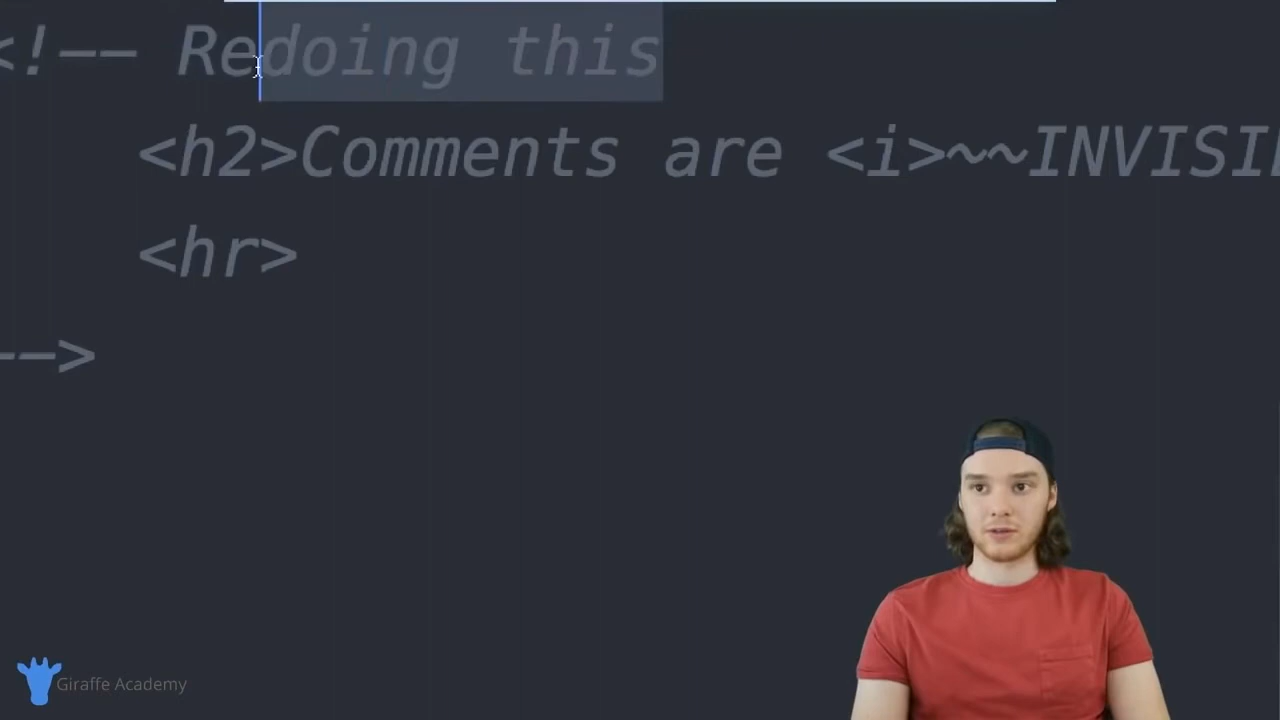 <!-- Redoing this
<h2>Comments are <i>~~INVISI
<hr>
-->
Giraffe Academy